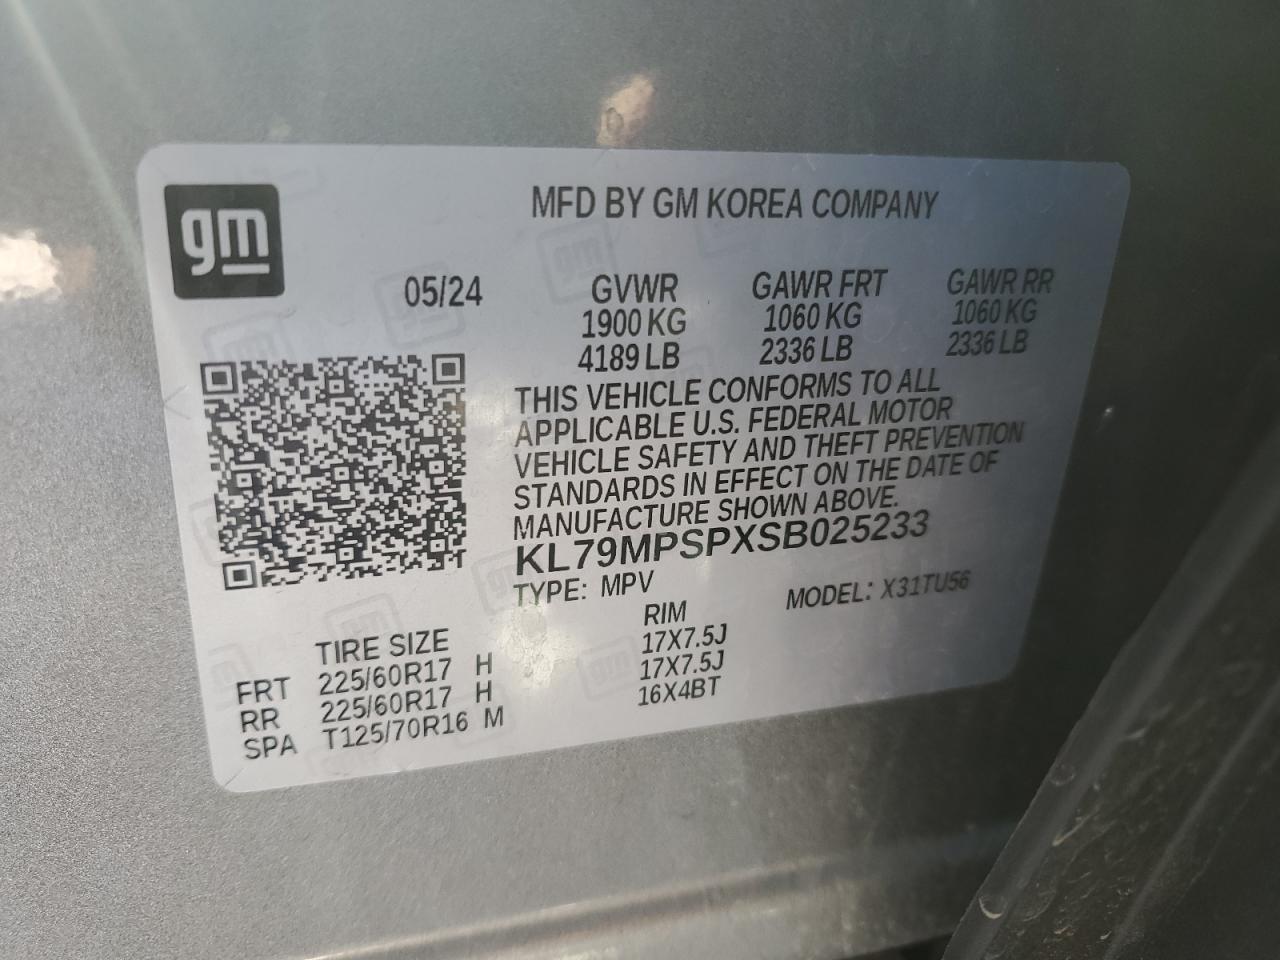 gm
MFD BY GM KOREA COMPANY
05/24 GVWR GAWR FRT GAWR RR
1900 KG 1060 KG 1060 KG
4189 LB 2336 LB 2336 LB
THIS VEHICLE CONFORMS TO ALL
APPLICABLE U.S. FEDERAL MOTOR
VEHICLE SAFETY AND THEFT PREVENTION
STANDARDS IN EFFECT ON THE DATE OF
MANUFACTURE SHOWN ABOVE.
KL79MPSPXSB025233
TYPE: MPV MODEL: X31TU56
TIRE SIZE RIM
FRT 225/60R17 H 17X7.5J
RR 225/60R17 H 17X7.5J
SPA T125/70R16 M 16X4BT